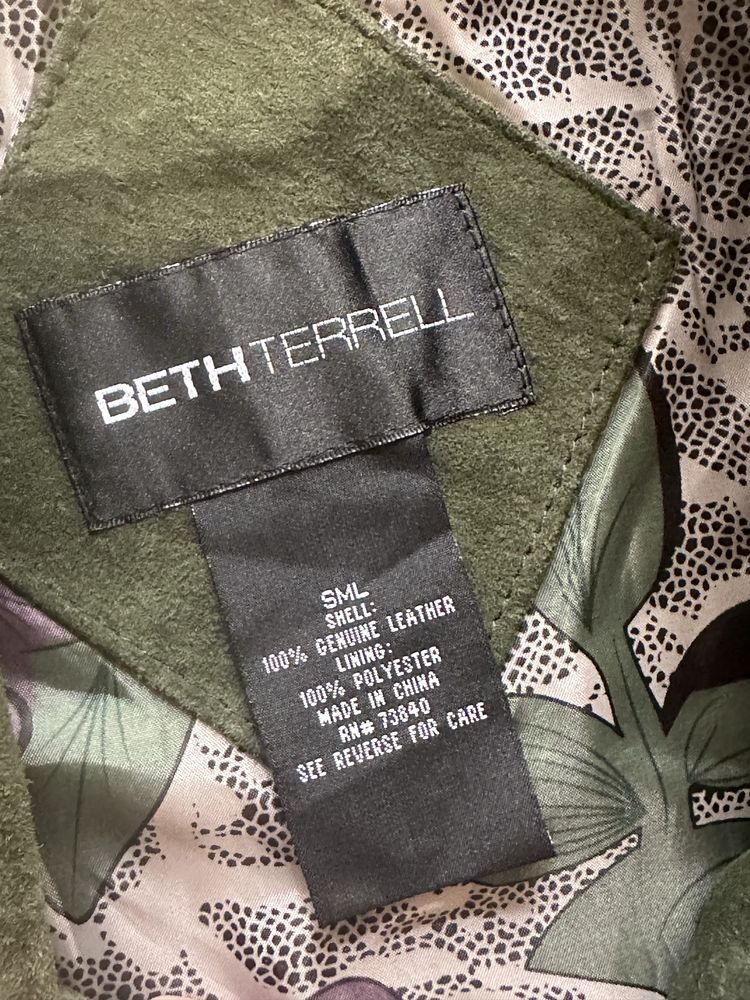 BETHTERRELL
SML
SHELL:
100% GENUINE LEATHER
LINING:
100% POLYESTER
MADE IN CHINA
RN# 73840
SEE REVERSE FOR CARE